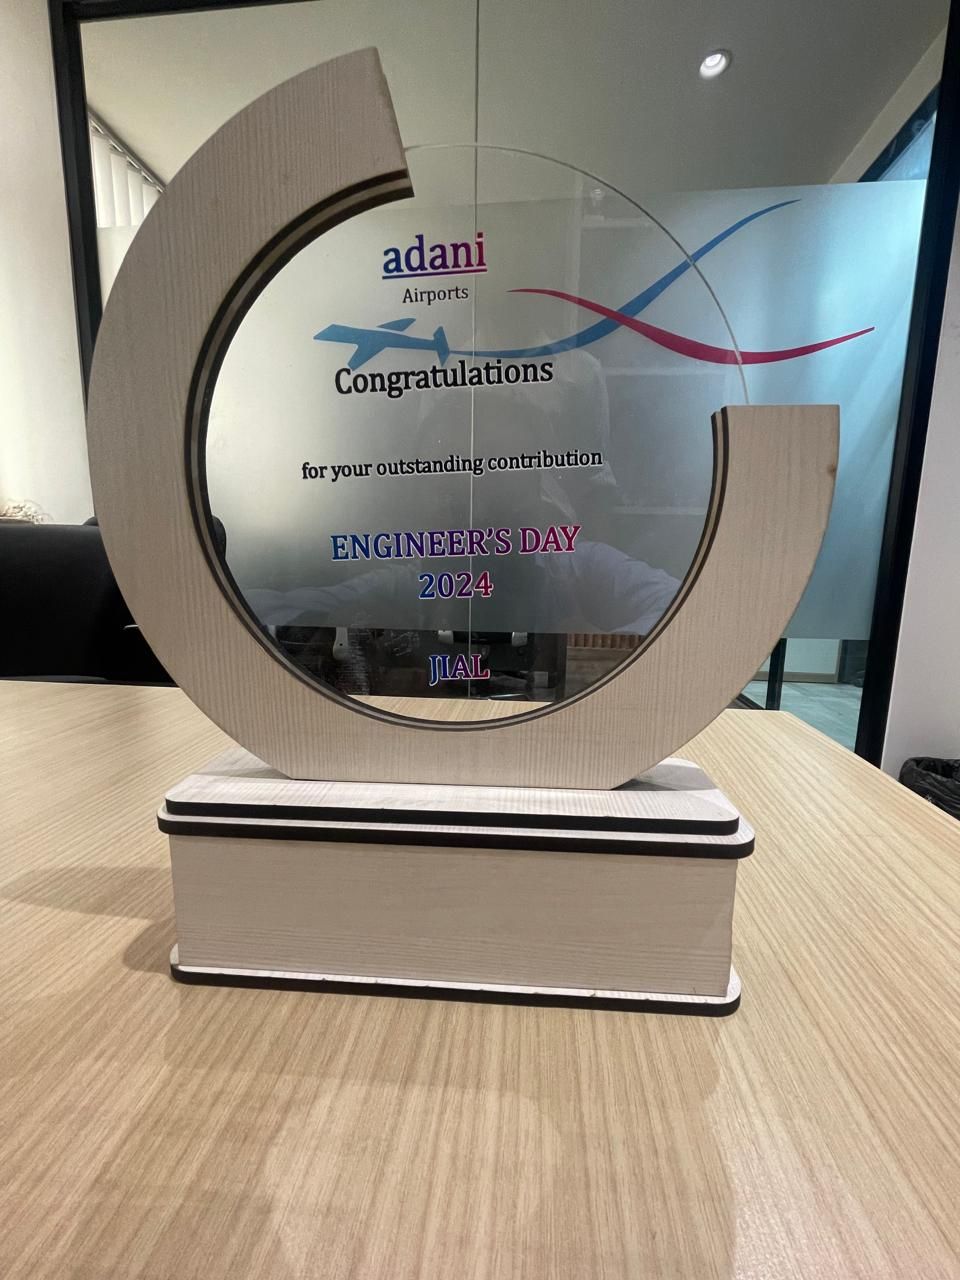 adani
Airports
Congratulations
for your outstanding contribution
ENGINEER'S DAY
2024
JIAL